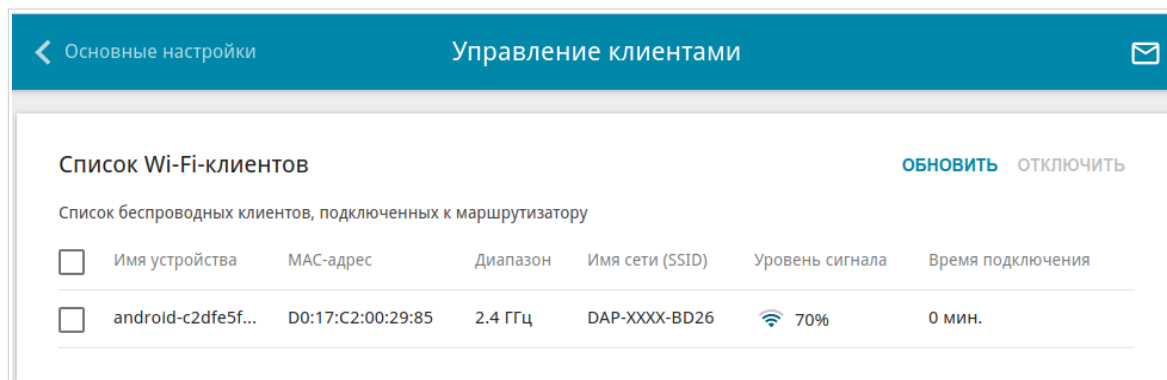 Основные настройки Управление клиентами
Список Wi-Fi-клиентов ОБНОВИТЬ ОТКЛЮЧИТЬ
Список беспроводных клиентов, подключенных к маршрутизатору
Имя устройства MAC-адрес Диапазон Имя сети (SSID) Уровень сигнала Время подключения
android-c2dfe5f... D0:17:C2:00:29:85 2.4 ГГц DAP-XXXX-BD26 70% 0 мин.